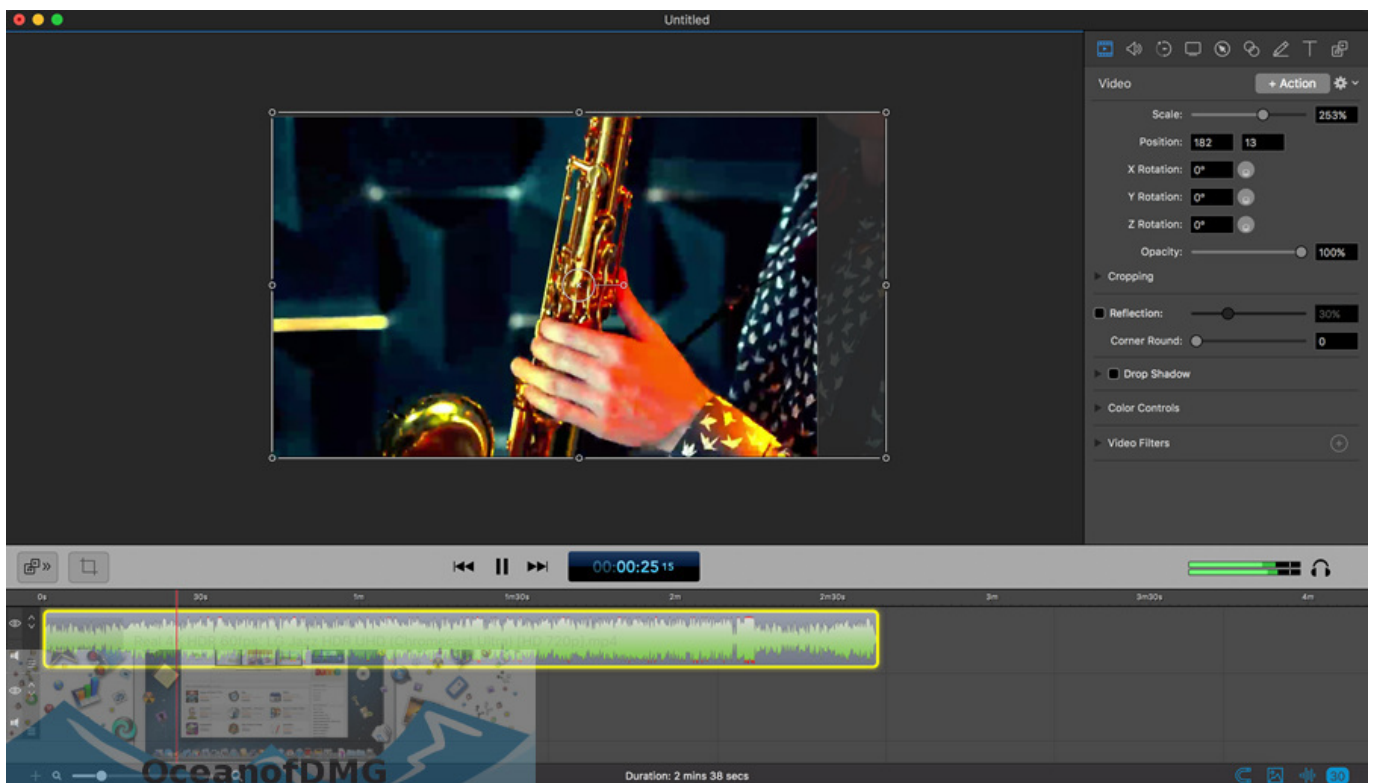 Untitled
Video
+ Action
Scale:
253%
Position:
182
13
X Rotation:
0°
Y Rotation:
0°
Z Rotation:
0°
Opacity:
100%
Cropping
Reflection:
30%
Corner Round:
0
Drop Shadow
Color Controls
Video Filters
00:00:25 15
0s
30s
1m
1m30s
2m
2m30s
3m
3m30s
4m
OceanofDMG
Duration: 2 mins 38 secs
30